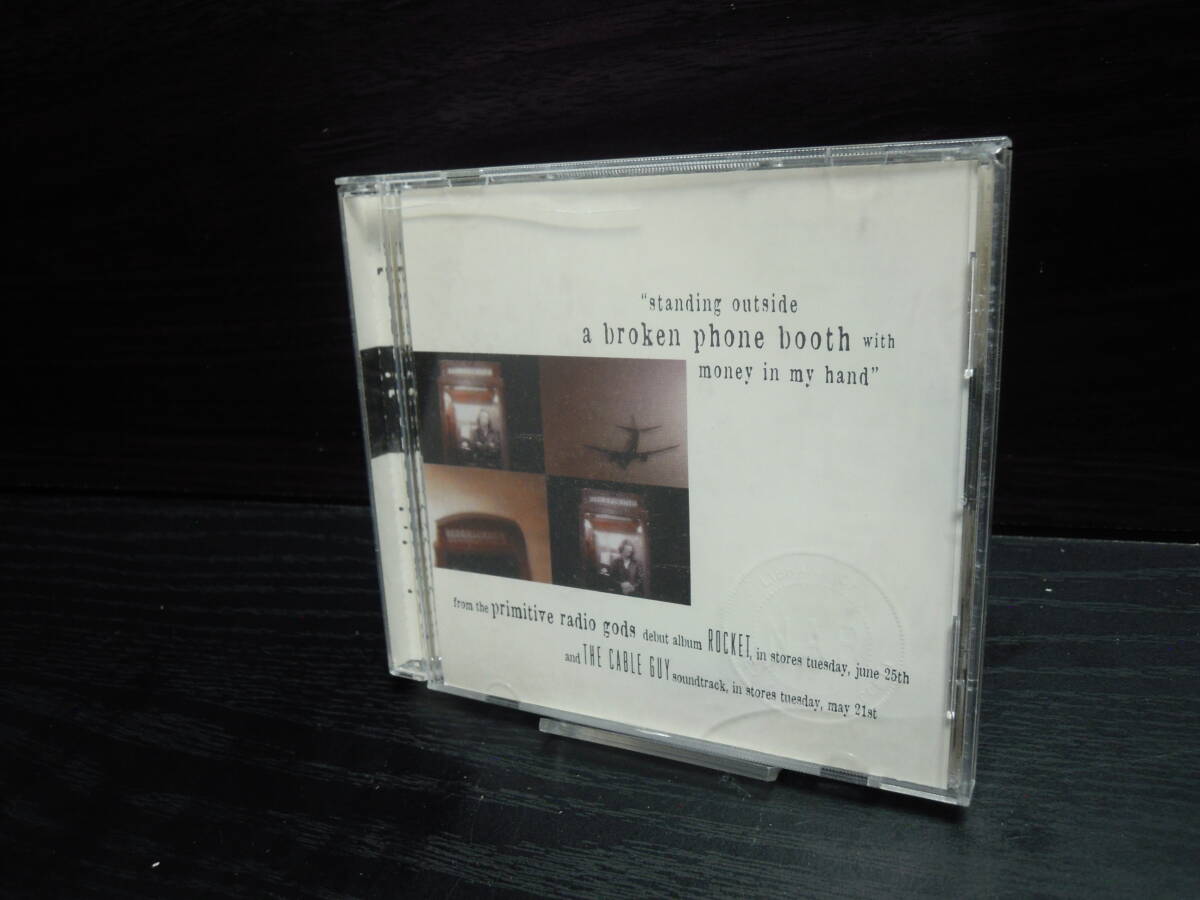 “standing outside
a broken phone booth with
money in my hand”
from the primitive radio gods debut album ROCKET, in stores tuesday, june 25th
and THE CABLE GUY soundtrack, in stores tuesday, may 21st